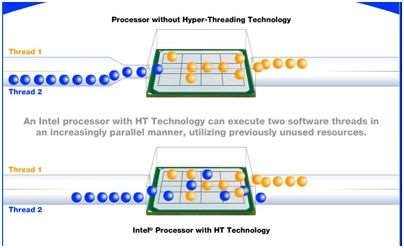 Processor without Hyper-Threading Technology
Thread 1
Thread 2
An Intel processor with HT Technology can execute two software threads in
an increasingly parallel manner, utilizing previously unused resources.
Thread 1
Thread 2
Intel® Processor with HT Technology